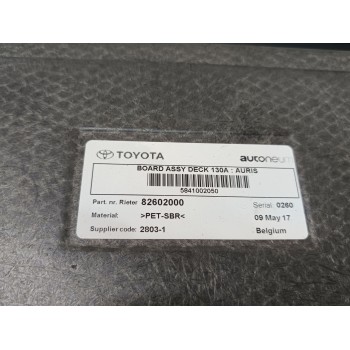 TOYOTA autoneum
BOARD ASSY DECK 130A : AURIS
5841002050
Part. nr. Rieter 82602000 Serial: 0260
Material: >PET-SBR< 09 May 17
Supplier code: 2803-1 Belgium